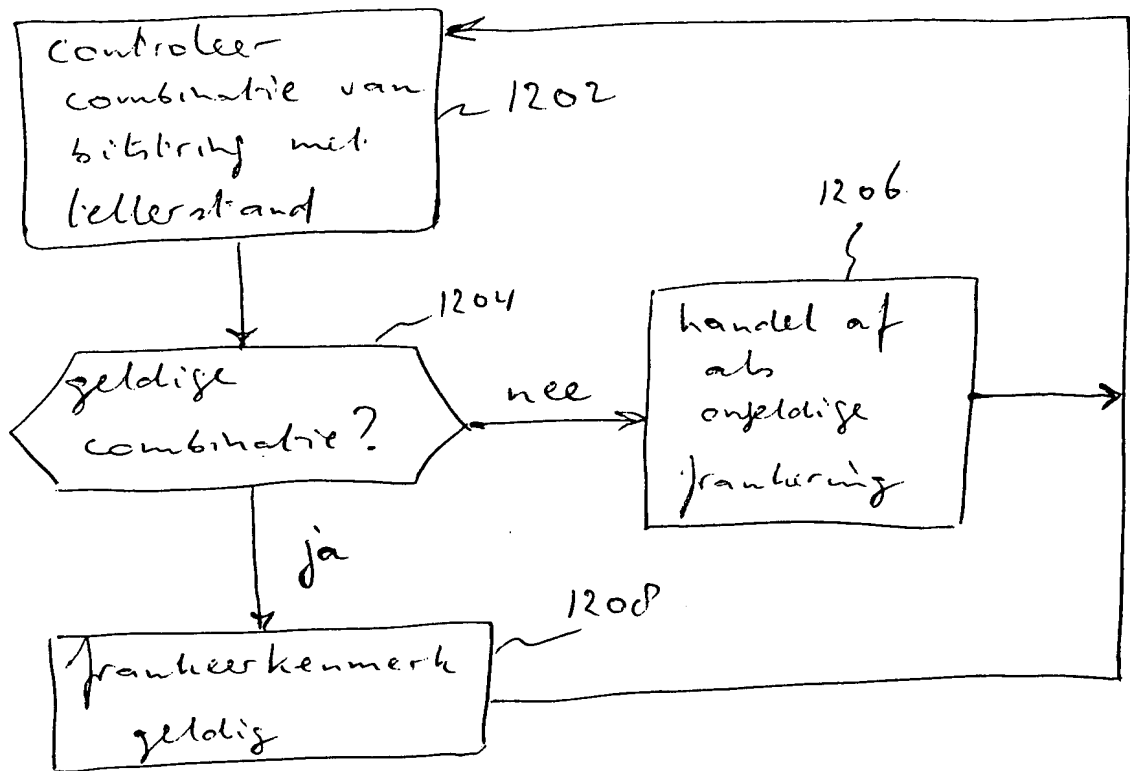 controleer
combinatie van
bitstring met
tellerstand
1202
1204
geldige
combinatie?
nee
1206
handel af
als
ongeldige
frankering
ja
1208
frankeerkenmerk
geldig